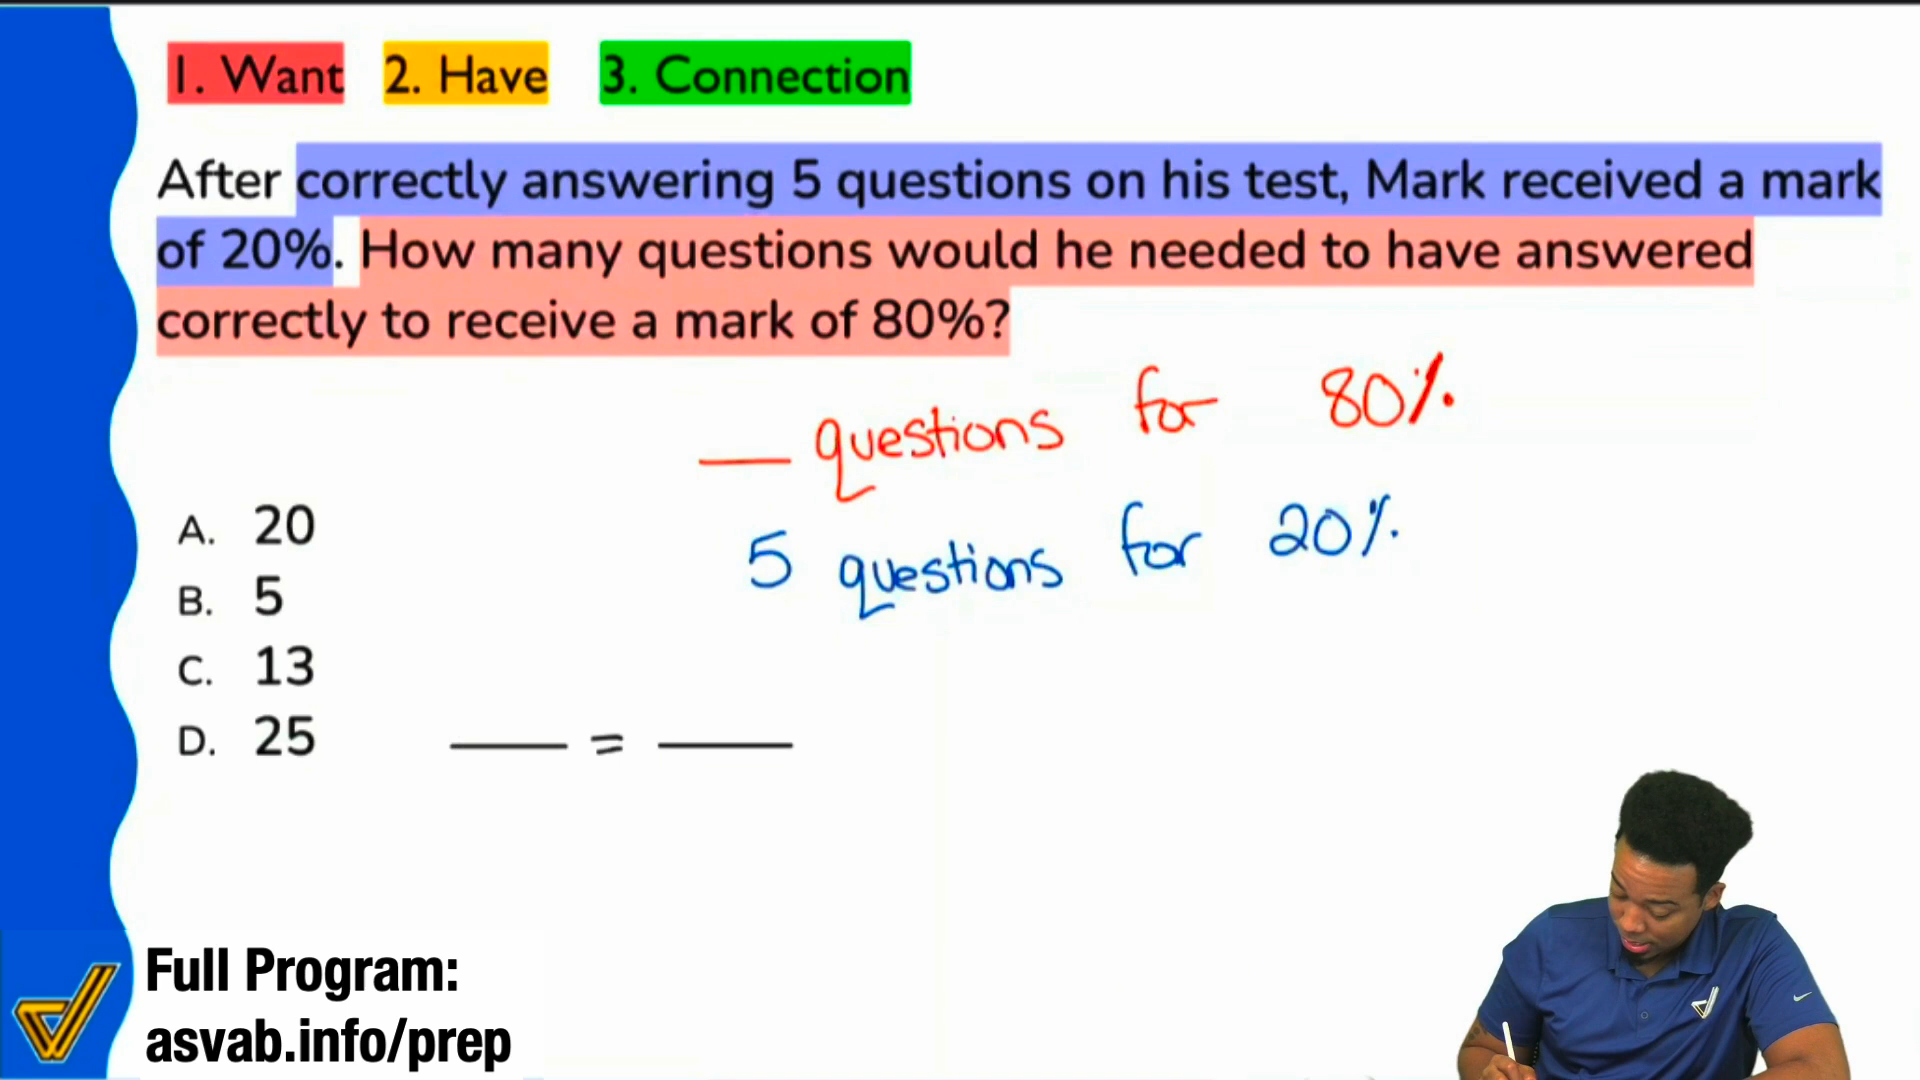 1. Want 2. Have 3. Connection
After correctly answering 5 questions on his test, Mark received a mark
of 20%. How many questions would he needed to have answered
correctly to receive a mark of 80%?
__ questions for 80%
5 questions for 20%
A. 20
B. 5
C. 13
D. 25
__ = __
Full Program:
asvab.info/prep